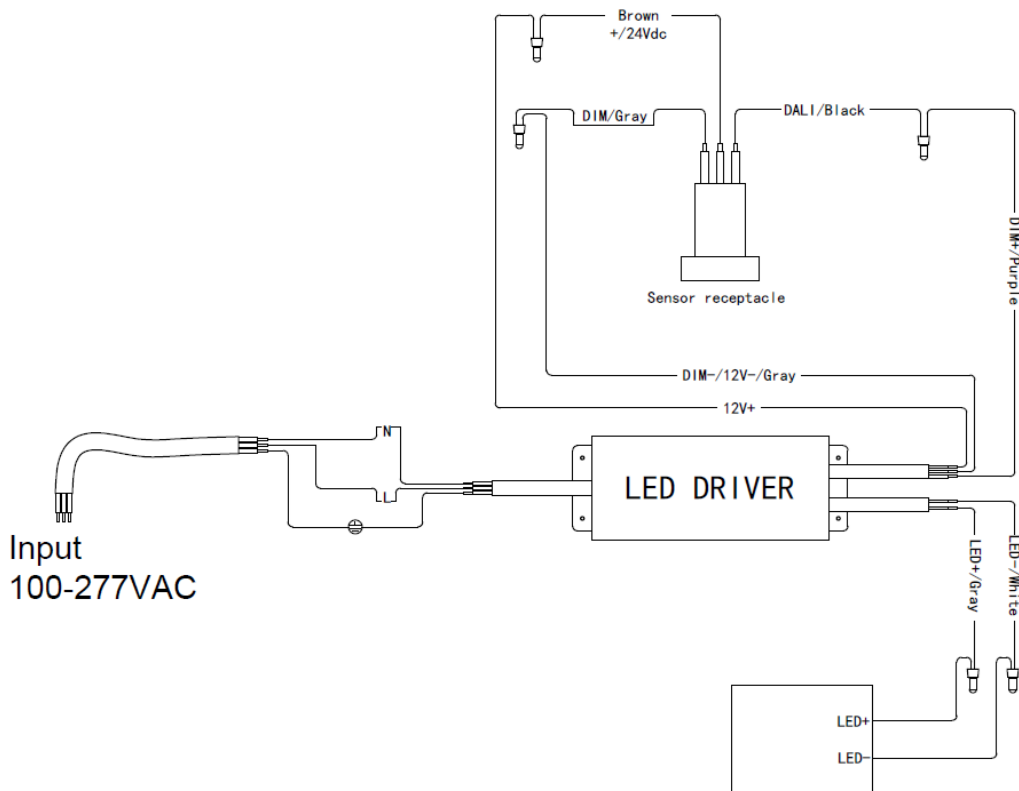 Brown
+/24Vdc
DIM/Gray
DALI/Black
DIM+/Purple
Sensor receptacle
DIM-/12V-/Gray
12V+
N
L
LED DRIVER
Input
100-277VAC
LED+/Gray
LED-/White
LED+
LED-